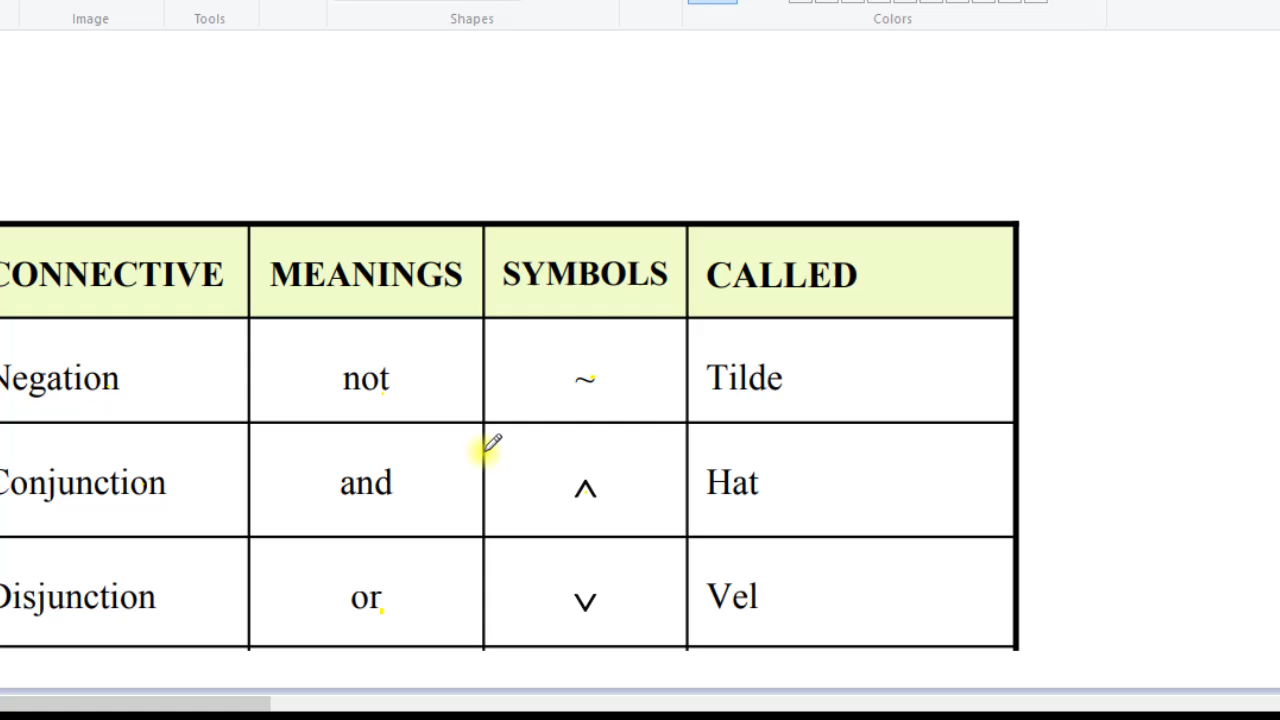 Image Tools Shapes Colors
CONNECTIVE MEANINGS SYMBOLS CALLED
Negation not ~ Tilde
Conjunction and ∧ Hat
Disjunction or ∨ Vel